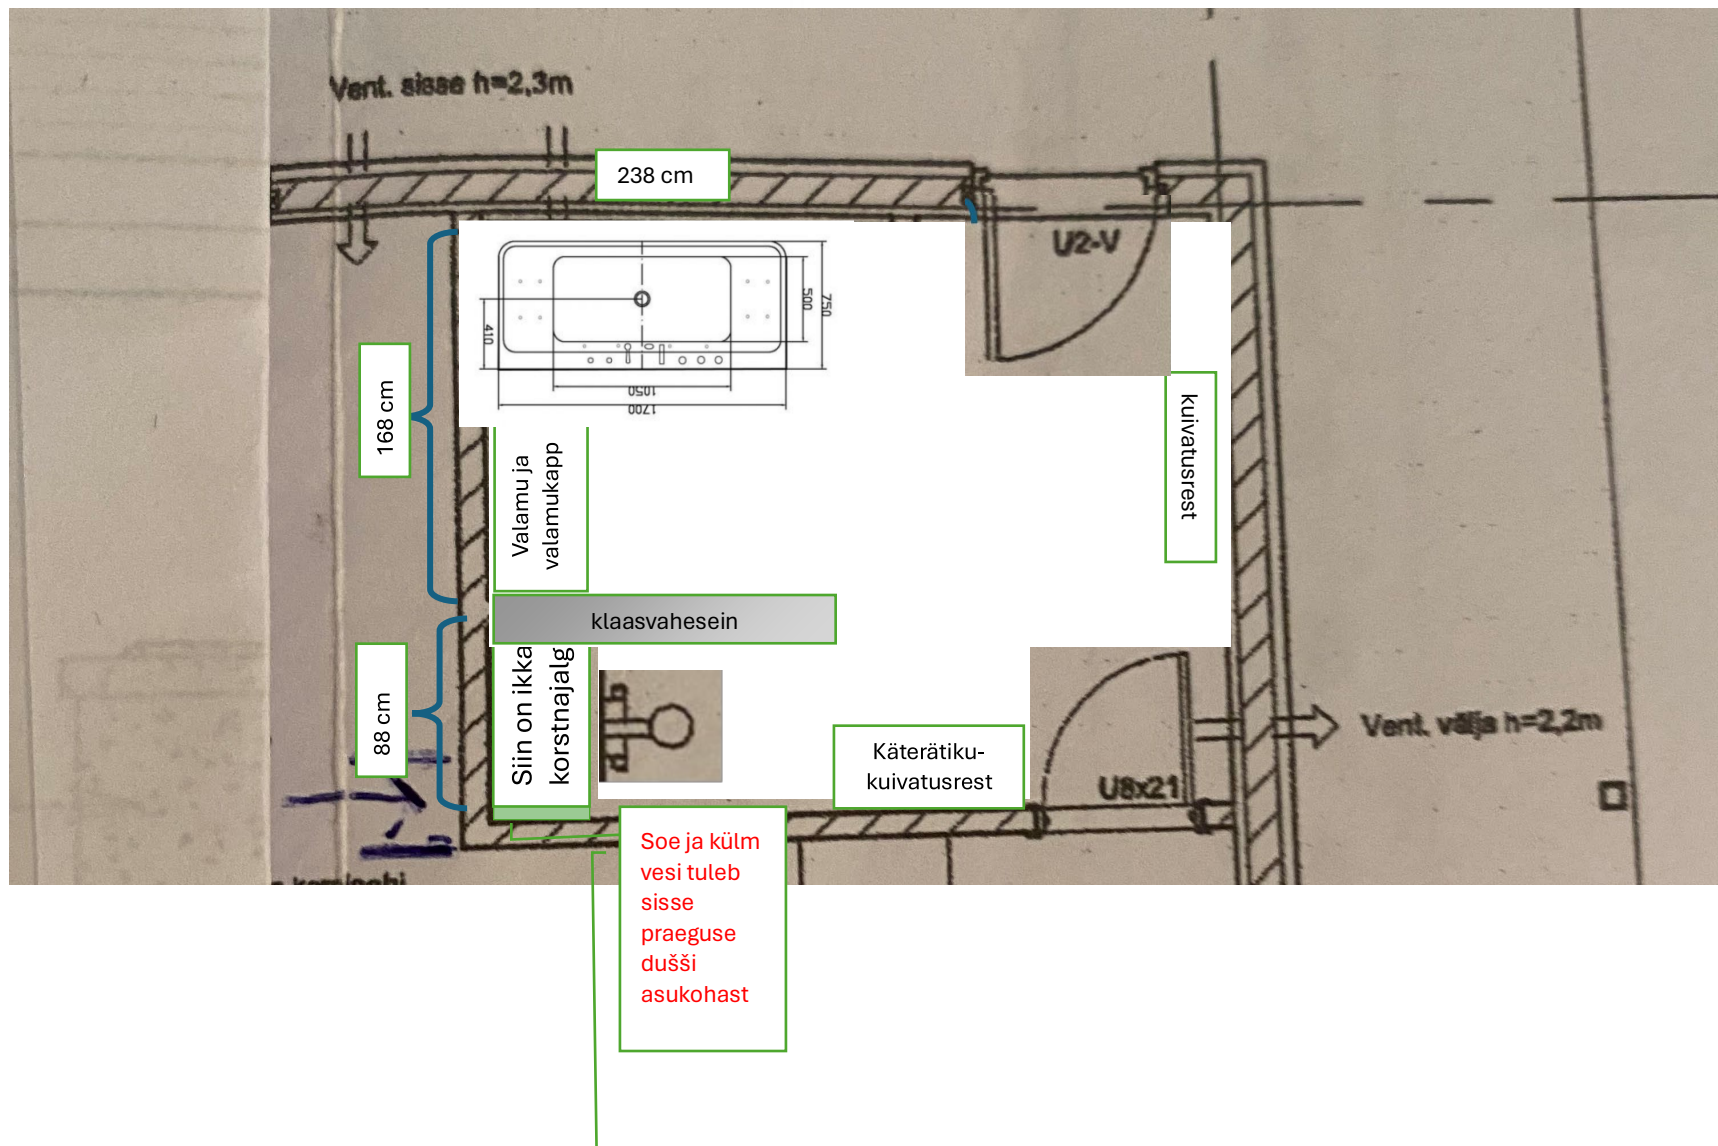 Vent. sisse h=2,3m
238 cm
U2-V
500
750
410
1050
1700
168 cm
kuivatusrest
Valamu ja
valamukapp
klaasvahesein
88 cm
Siin on ikka
korstnajalg
Käterätiku-
kuivatusrest
Vent. välja h=2,2m
U8x21
Soe ja külm
vesi tuleb
sisse
praeguse
dušši
asukohast